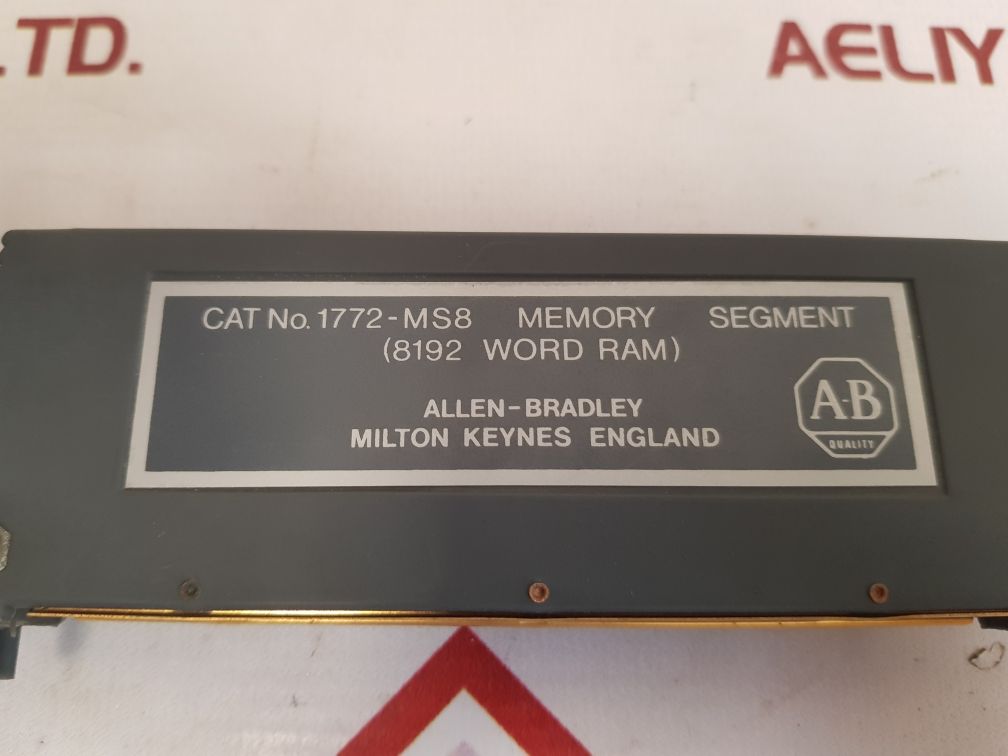 .TD.
AELIY
CAT No. 1772-MS8 MEMORY SEGMENT
(8192 WORD RAM)
ALLEN-BRADLEY
MILTON KEYNES ENGLAND
A-B
QUALITY